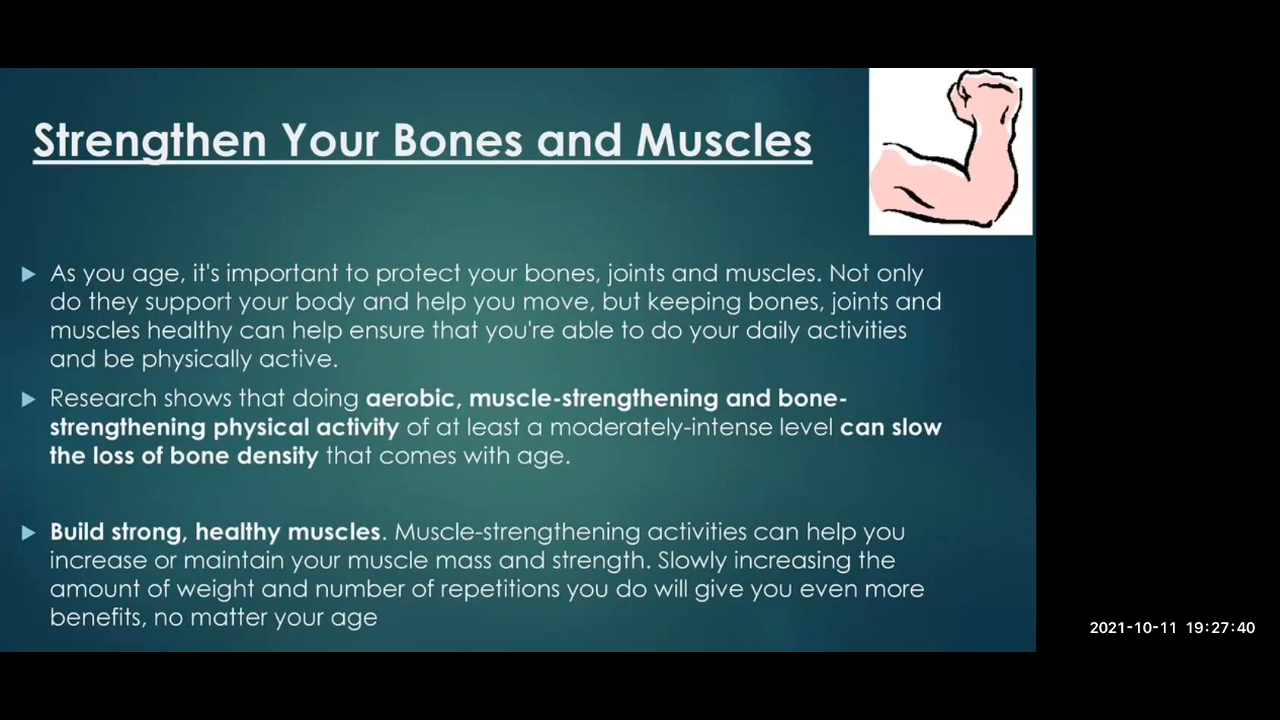 Strengthen Your Bones and Muscles
As you age, it's important to protect your bones, joints and muscles. Not only
do they support your body and help you move, but keeping bones, joints and
muscles healthy can help ensure that you're able to do your daily activities
and be physically active.
Research shows that doing aerobic, muscle-strengthening and bone-
strengthening physical activity of at least a moderately-intense level can slow
the loss of bone density that comes with age.
Build strong, healthy muscles. Muscle-strengthening activities can help you
increase or maintain your muscle mass and strength. Slowly increasing the
amount of weight and number of repetitions you do will give you even more
benefits, no matter your age
2021-10-11 19:27:40